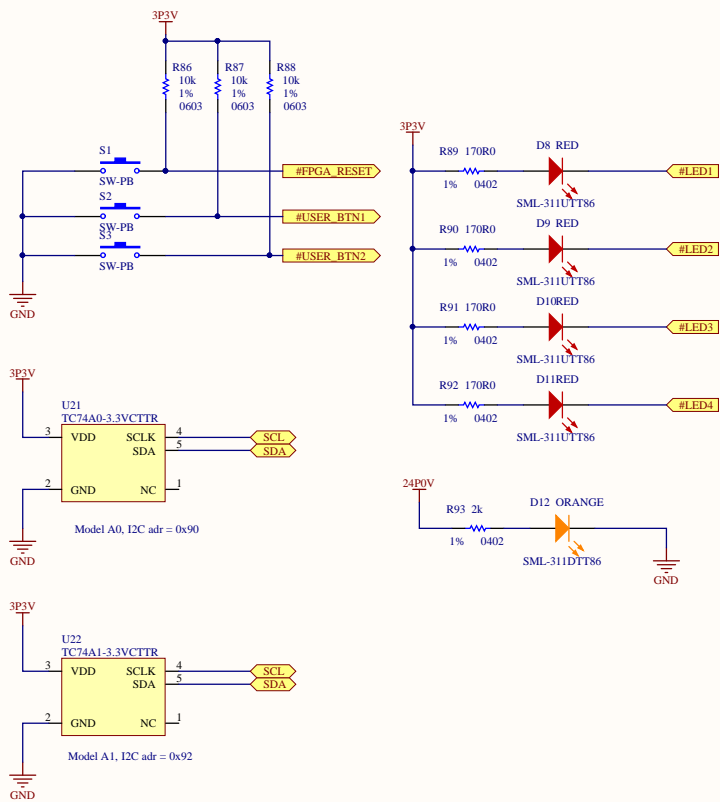 3P3V
R86
10k
1%
0603
R87
10k
1%
0603
R88
10k
1%
0603
S1
SW-PB
#FPGA_RESET
S2
SW-PB
#USER_BTN1
S3
SW-PB
#USER_BTN2
GND
3P3V
R89 170R0
1% 0402
D8 RED
SML-311UTT86
#LED1
R90 170R0
1% 0402
D9 RED
SML-311UTT86
#LED2
R91 170R0
1% 0402
D10RED
SML-311UTT86
#LED3
R92 170R0
1% 0402
D11RED
SML-311UTT86
#LED4
3P3V
U21
TC74A0-3.3VCTTR
3 VDD SCLK 4 SCL
SDA 5 SDA
2 GND NC 1
Model A0, I2C adr = 0x90
GND
24P0V
R93 2k
1% 0402
D12 ORANGE
SML-311DTT86
GND
3P3V
U22
TC74A1-3.3VCTTR
3 VDD SCLK 4 SCL
SDA 5 SDA
2 GND NC 1
Model A1, I2C adr = 0x92
GND